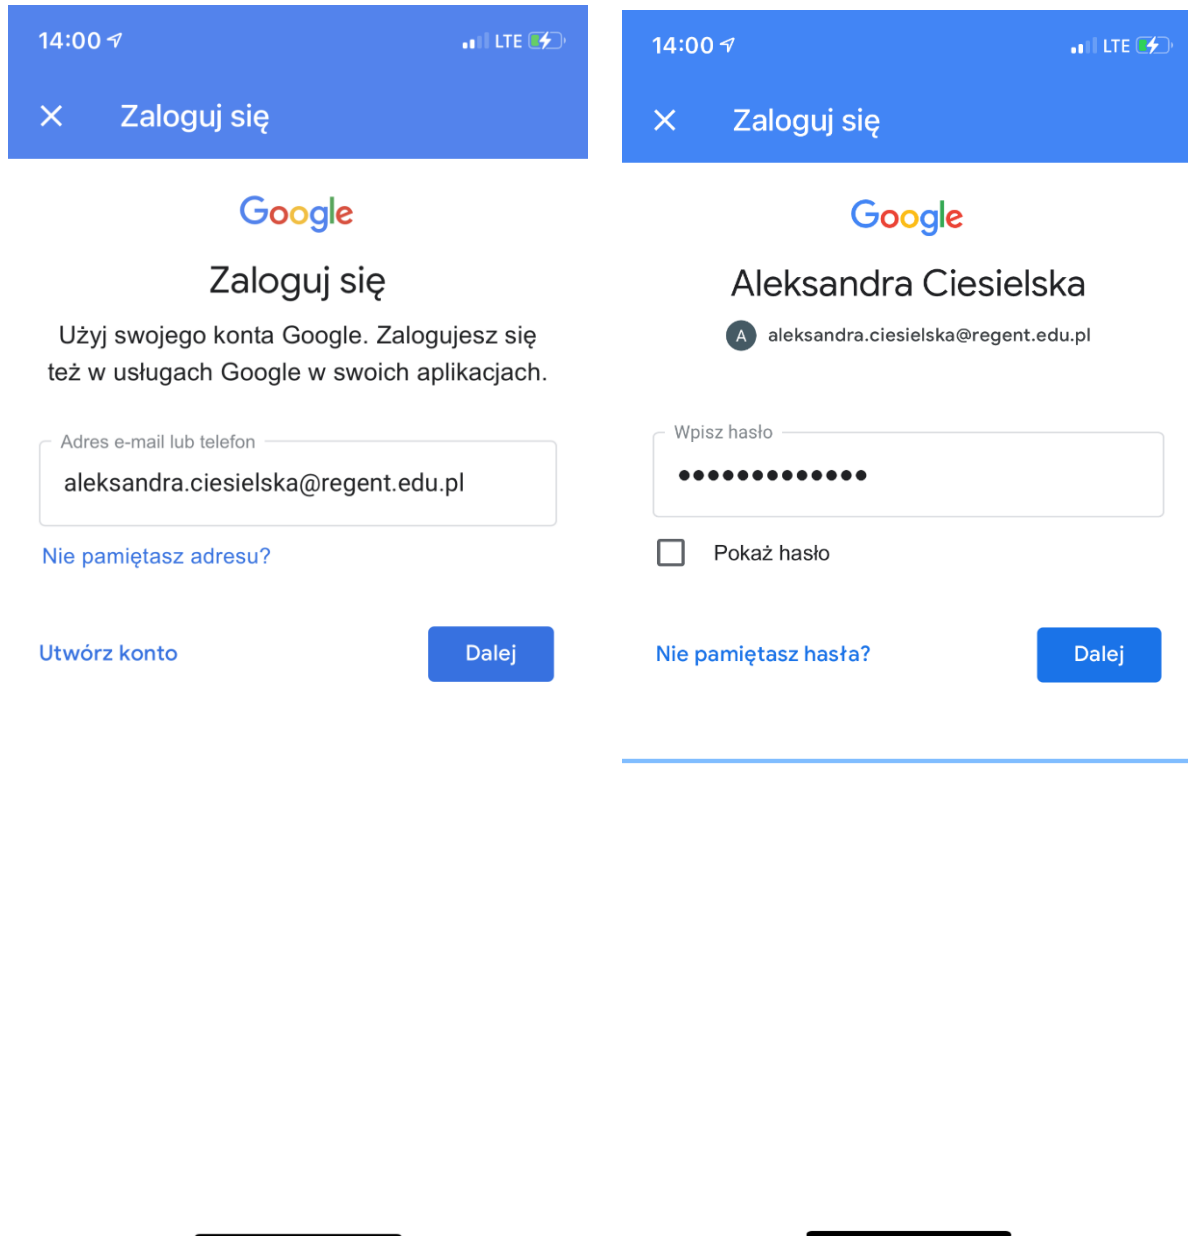 14:00
LTE
Zaloguj się
Google
Zaloguj się
Użyj swojego konta Google. Zalogujesz się
też w usługach Google w swoich aplikacjach.
Adres e-mail lub telefon
aleksandra.ciesielska@regent.edu.pl
Nie pamiętasz adresu?
Utwórz konto
Dalej
14:00
LTE
Zaloguj się
Google
Aleksandra Ciesielska
A aleksandra.ciesielska@regent.edu.pl
Wpisz hasło
•••••••••••••
Pokaż hasło
Nie pamiętasz hasła?
Dalej